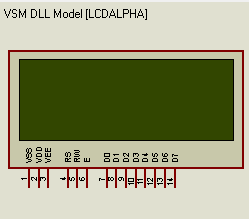 VSM DLL Model [LCDALPHA]
VSS VDD VEE RS RW E D0 D1 D2 D3 D4 D5 D6 D7
1 2 3 4 5 6 7 8 9 10 11 12 13 14